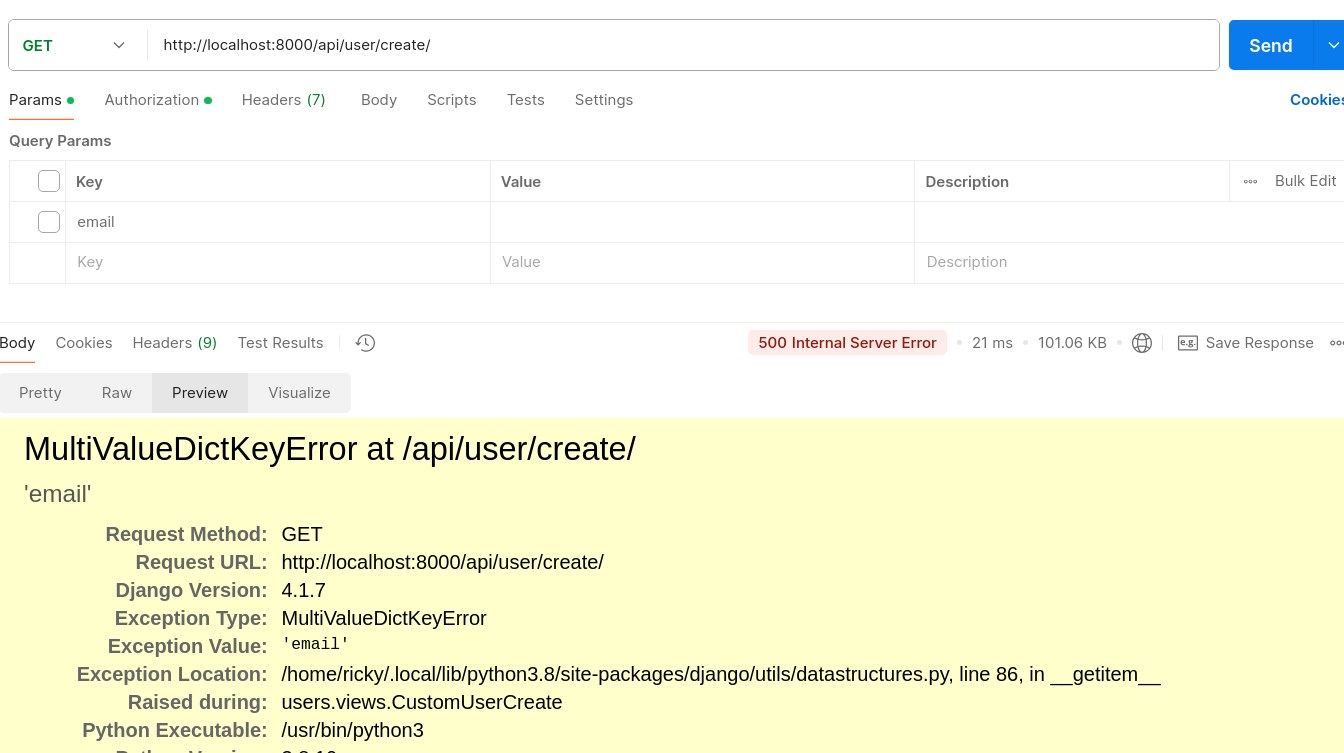 GET http://localhost:8000/api/user/create/ Send
Params Authorization Headers (7) Body Scripts Tests Settings Cookies
Query Params
Key Value Description ••• Bulk Edit
email
Key Value Description
Body Cookies Headers (9) Test Results 500 Internal Server Error • 21 ms • 101.06 KB • e.g. Save Response •••
Pretty Raw Preview Visualize
MultiValueDictKeyError at /api/user/create/
'email'
Request Method: GET
Request URL: http://localhost:8000/api/user/create/
Django Version: 4.1.7
Exception Type: MultiValueDictKeyError
Exception Value: 'email'
Exception Location: /home/ricky/.local/lib/python3.8/site-packages/django/utils/datastructures.py, line 86, in __getitem__
Raised during: users.views.CustomUserCreate
Python Executable: /usr/bin/python3